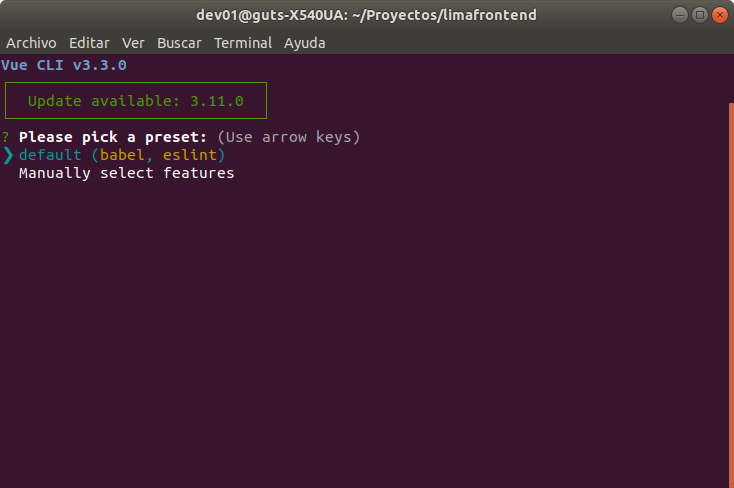 dev01@guts-X540UA: ~/Proyectos/limafrontend
Archivo Editar Ver Buscar Terminal Ayuda
Vue CLI v3.3.0
Update available: 3.11.0
? Please pick a preset: (Use arrow keys)
❯ default (babel, eslint)
Manually select features